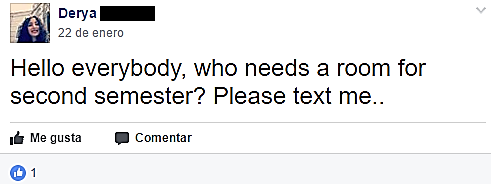 Derya
22 de enero
Hello everybody, who needs a room for
second semester? Please text me..
Me gusta Comentar
1